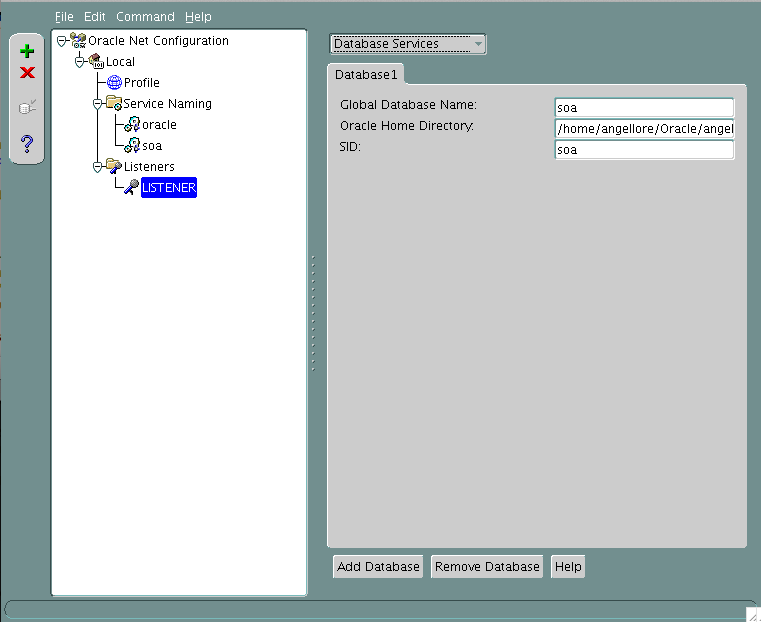 File Edit Command Help
Oracle Net Configuration
Local
Profile
Service Naming
oracle
soa
Listeners
LISTENER
Database Services
Database1
Global Database Name: soa
Oracle Home Directory: /home/angellore/Oracle/angel
SID: soa
Add Database Remove Database Help